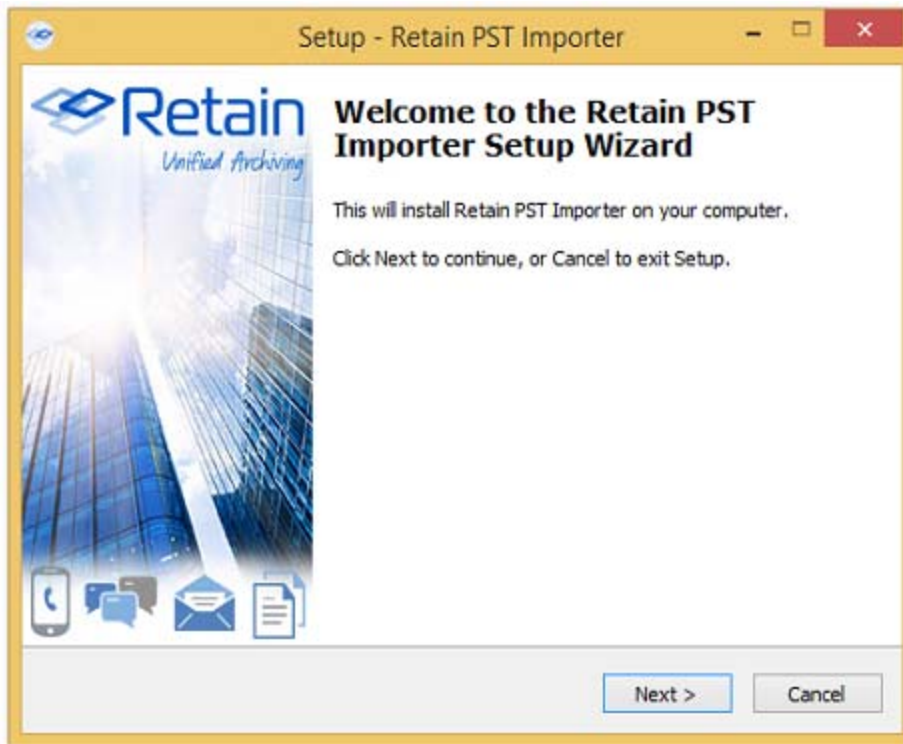 Setup - Retain PST Importer
Retain
Unified Archiving
Welcome to the Retain PST
Importer Setup Wizard
This will install Retain PST Importer on your computer.
Click Next to continue, or Cancel to exit Setup.
Next >
Cancel